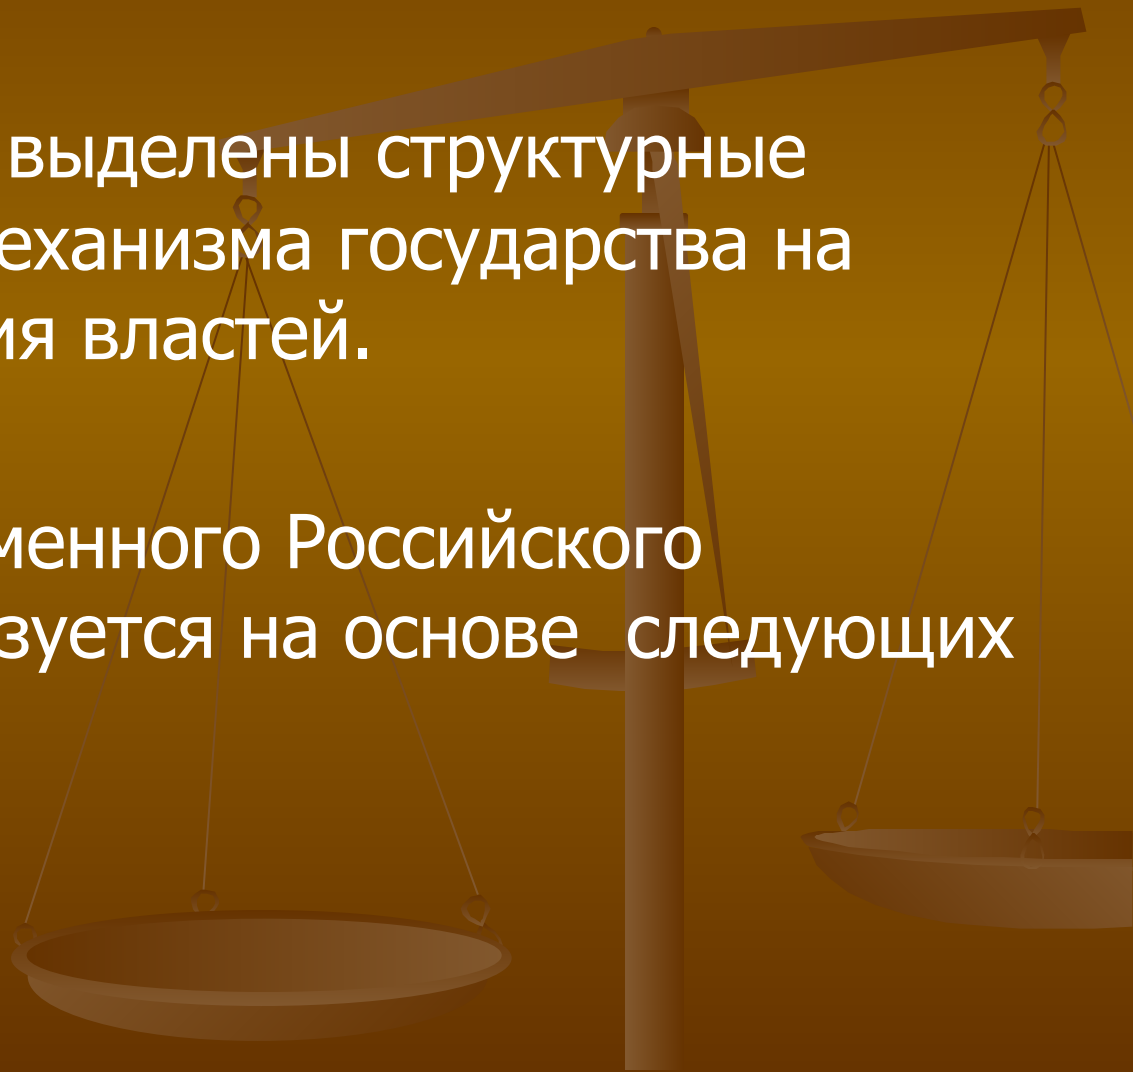 выделены структурные
еханизма государства на
ия властей.
менного Российского
зуется на основе  следующих